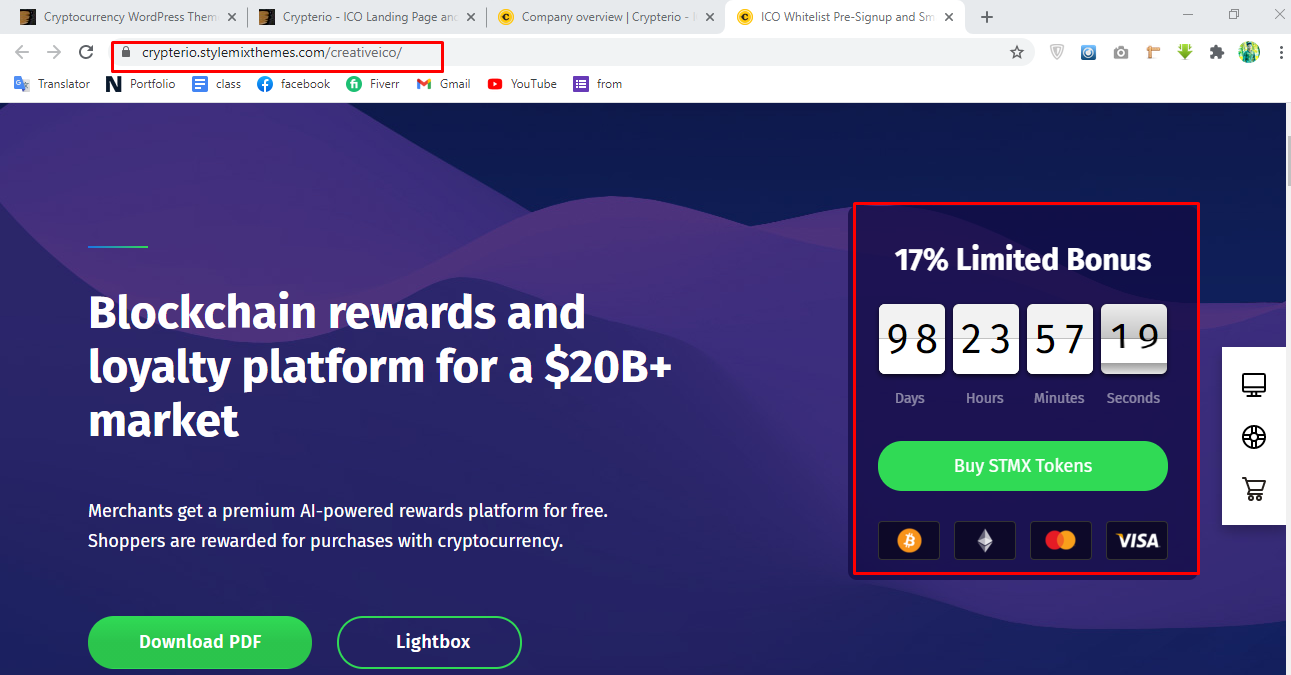 Cryptocurrency WordPress Them
Crypterio - ICO Landing Page and
Company overview | Crypterio -
ICO Whitelist Pre-Signup and Sm
crypterio.stylemixthemes.com/creativeico/
Translator
Portfolio
class
facebook
Fiverr
Gmail
YouTube
from
Blockchain rewards and
loyalty platform for a $20B+
market
Merchants get a premium AI-powered rewards platform for free.
Shoppers are rewarded for purchases with cryptocurrency.
Download PDF
Lightbox
17% Limited Bonus
98 23 57 19
Days Hours Minutes Seconds
Buy STMX Tokens
VISA